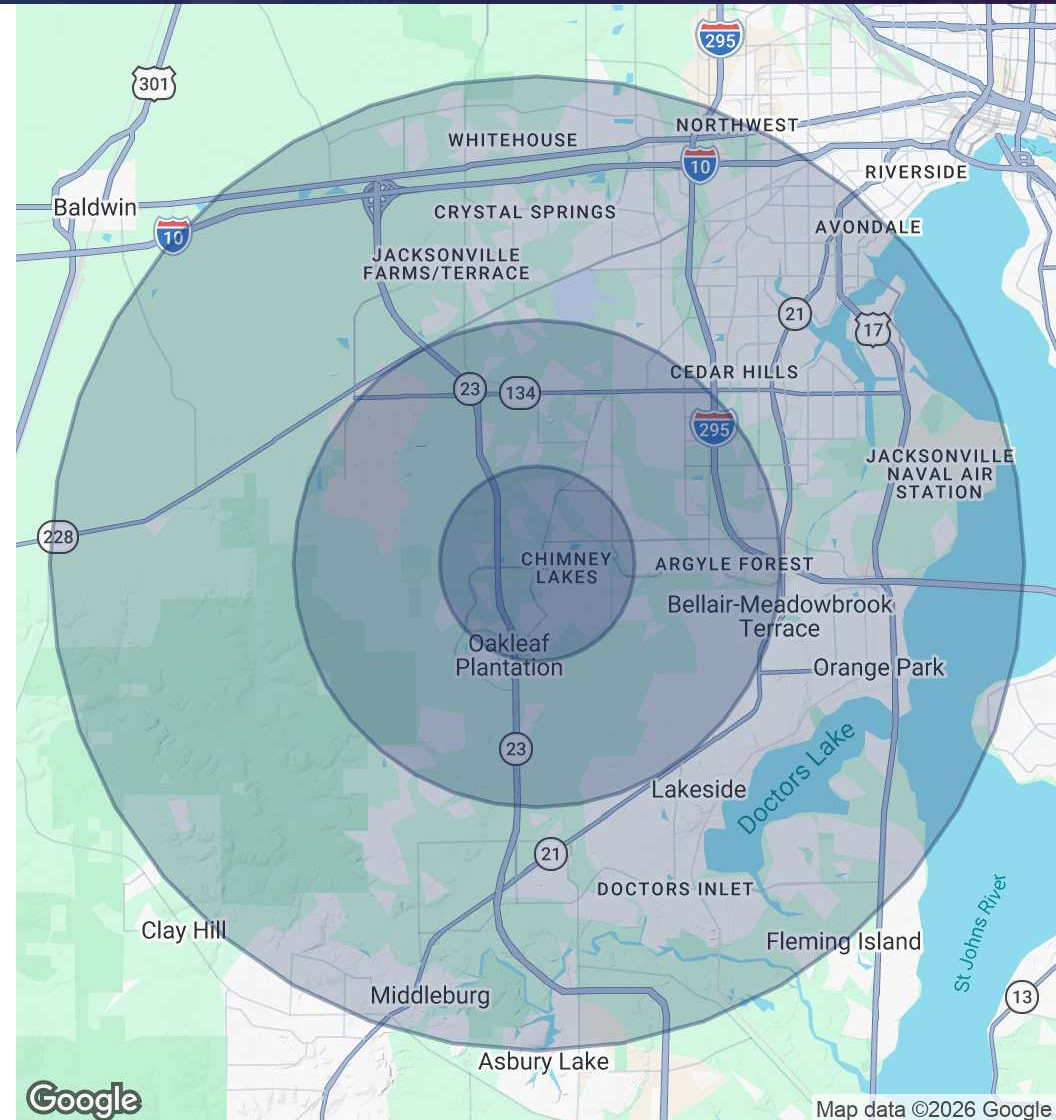 295
301
NORTHWEST
WHITEHOUSE
10
RIVERSIDE
Baldwin
CRYSTAL SPRINGS
AVONDALE
10
JACKSONVILLE
FARMS/TERRACE
21
17
CEDAR HILLS
23
134
295
JACKSONVILLE
NAVAL AIR
STATION
228
CHIMNEY
LAKES
ARGYLE FOREST
Bellair-Meadowbrook
Terrace
Oakleaf
Plantation
Orange Park
23
Doctors Lake
Lakeside
21
DOCTORS INLET
St Johns River
Clay Hill
Fleming Island
Middleburg
13
Asbury Lake
Google
Map data ©2026 Google